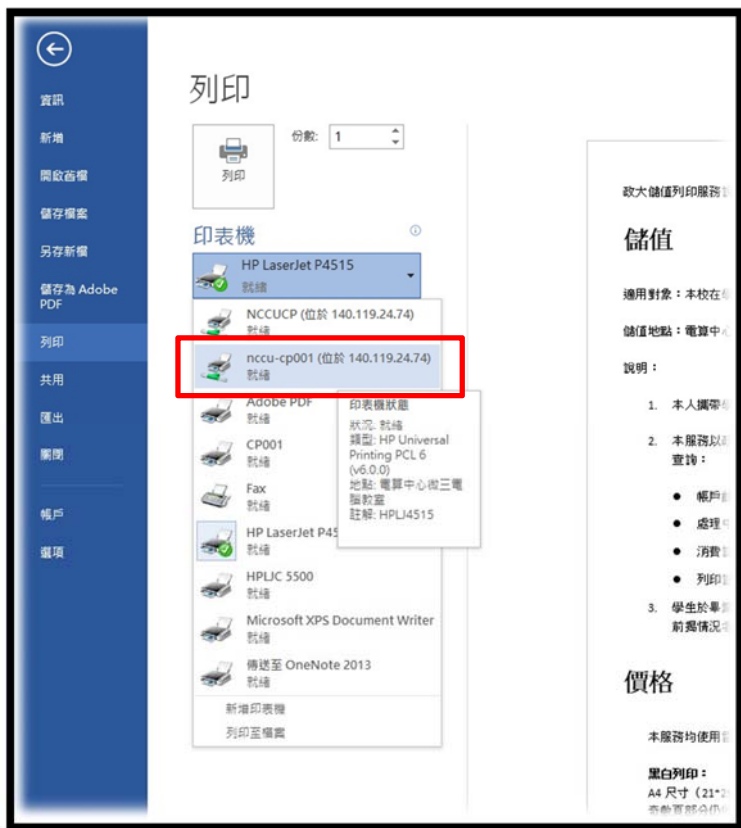 資訊
新增
開啟舊檔
儲存檔案
另存新檔
儲存為 Adobe
PDF
列印
共用
匯出
關閉
帳戶
選項
列印
列印
份數:
1
印表機
HP LaserJet P4515
就緒
NCCUCP (位於 140.119.24.74)
就緒
nccu-cp001 (位於 140.119.24.74)
就緒
Adobe PDF
就緒
CP001
就緒
Fax
就緒
HP LaserJet P45
就緒
HPLJC 5500
就緒
Microsoft XPS Document Writer
就緒
傳送至 OneNote 2013
就緒
新增印表機
列印至檔案
印表機狀態
狀況: 就緒
類型: HP Universal
Printing PCL 6
(v6.0.0)
地點: 電算中心微三電
腦教室
註解: HPLJ4515
政大儲值列印服務
儲值
適用對象：本校在
儲值地點：電算中
說明：
1. 本人攜帶
2. 本服務以
查詢：
● 帳戶
● 處理
● 消費
● 列印
3. 學生於畢
前揭情況
價格
本服務均使用
黑白列印：
A4 尺寸（21*2
奇數頁部分仍